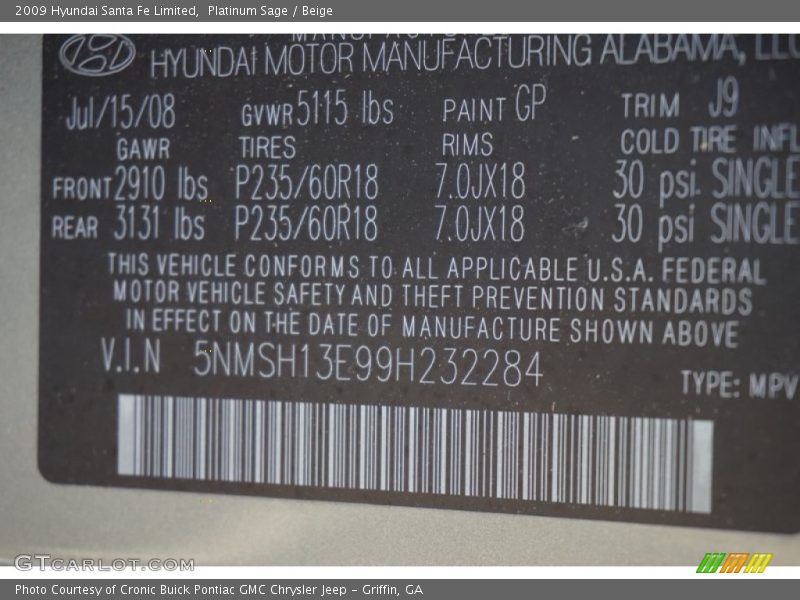 2009 Hyundai Santa Fe Limited,  Platinum Sage / Beige
HYUNDAI MOTOR MANUFACTURING ALABAMA, LLC
Jul/15/08 GVWR 5115 lbs PAINT GP TRIM J9
GAWR TIRES RIMS COLD TIRE INFL
FRONT 2910 lbs P235/60R18 7.0JX18 30 psi SINGLE
REAR 3131 lbs P235/60R18 7.0JX18 30 psi SINGLE
THIS VEHICLE CONFORMS TO ALL APPLICABLE U.S.A. FEDERAL
MOTOR VEHICLE SAFETY AND THEFT PREVENTION STANDARDS
IN EFFECT ON THE DATE OF MANUFACTURE SHOWN ABOVE
V.I.N 5NMSH13E99H232284
TYPE: MPV
GTCARLOT.COM
Photo Courtesy of Cronic Buick Pontiac GMC Chrysler Jeep - Griffin, GA